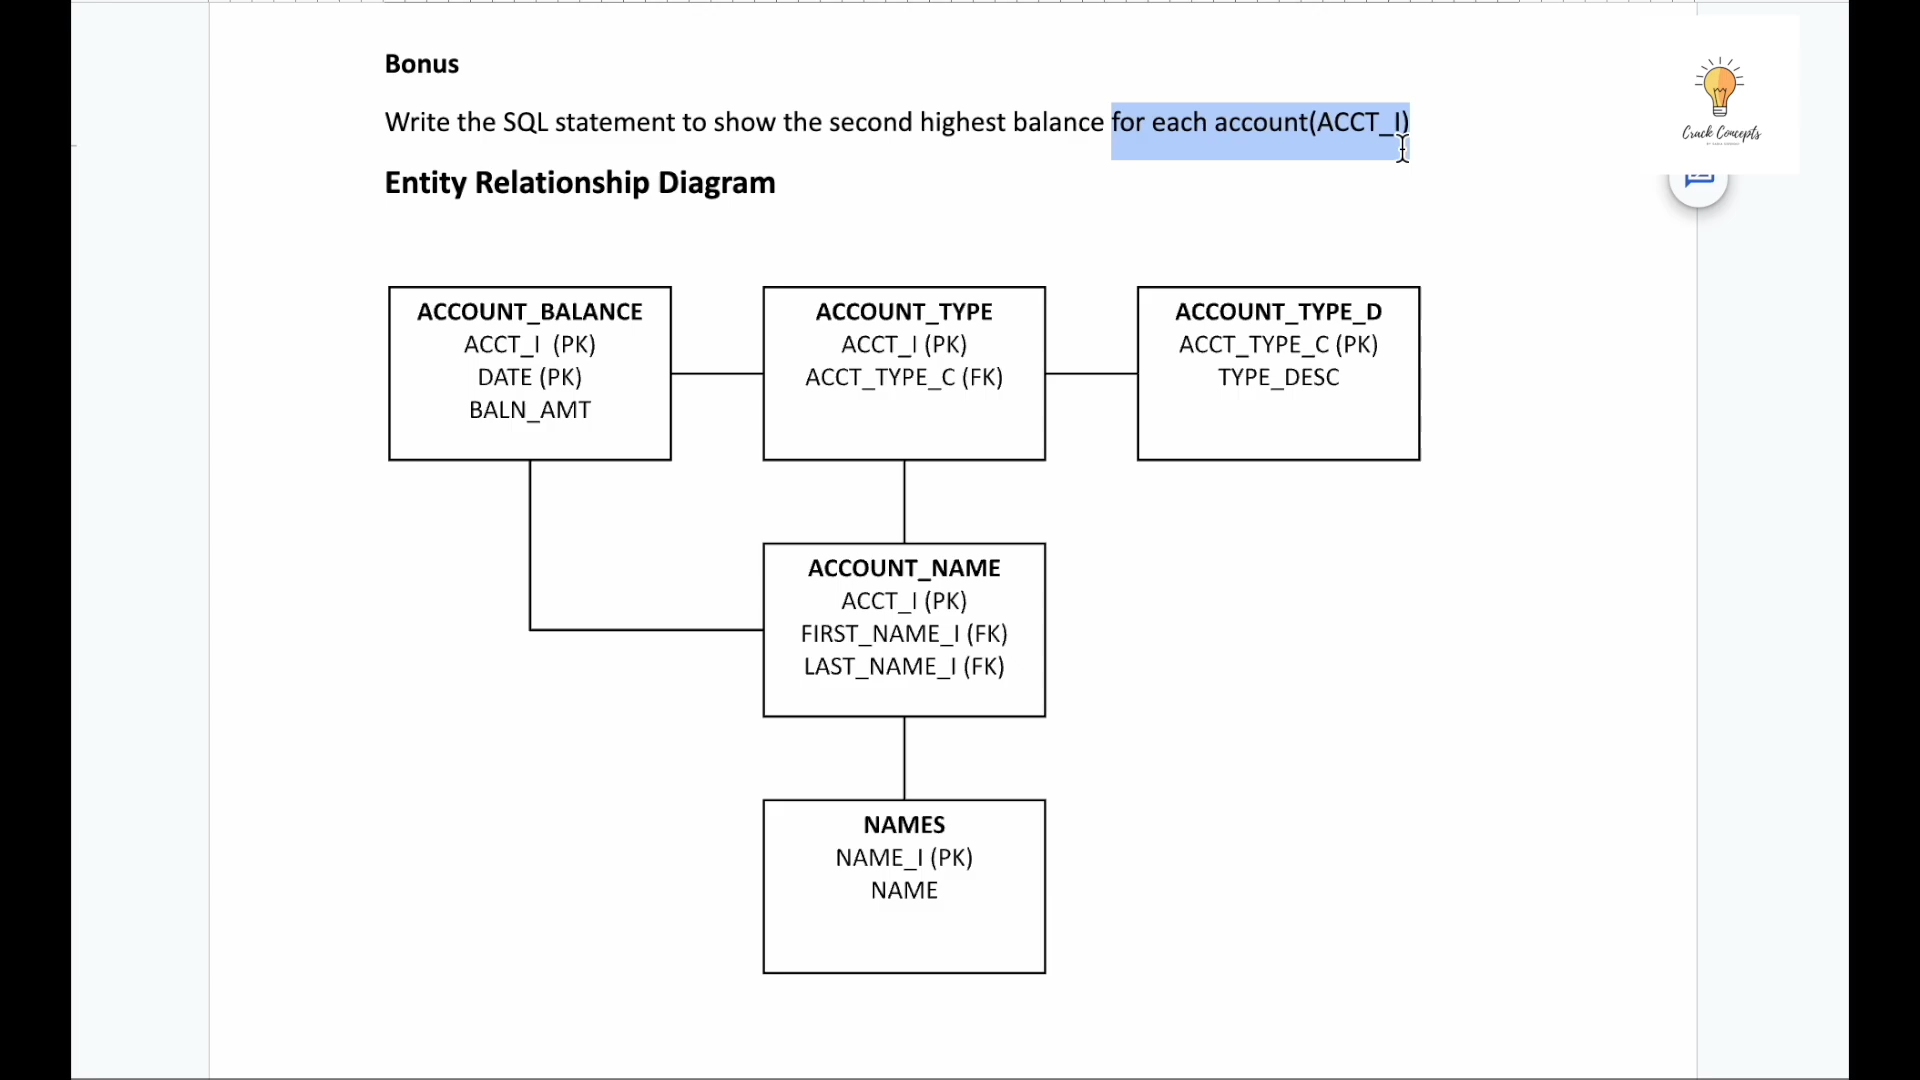 Bonus
Write the SQL statement to show the second highest balance for each account(ACCT_I)
Entity Relationship Diagram
ACCOUNT_BALANCE
ACCT_I (PK)
DATE (PK)
BALN_AMT
ACCOUNT_TYPE
ACCT_I (PK)
ACCT_TYPE_C (FK)
ACCOUNT_TYPE_D
ACCT_TYPE_C (PK)
TYPE_DESC
ACCOUNT_NAME
ACCT_I (PK)
FIRST_NAME_I (FK)
LAST_NAME_I (FK)
NAMES
NAME_I (PK)
NAME
Crack Concepts